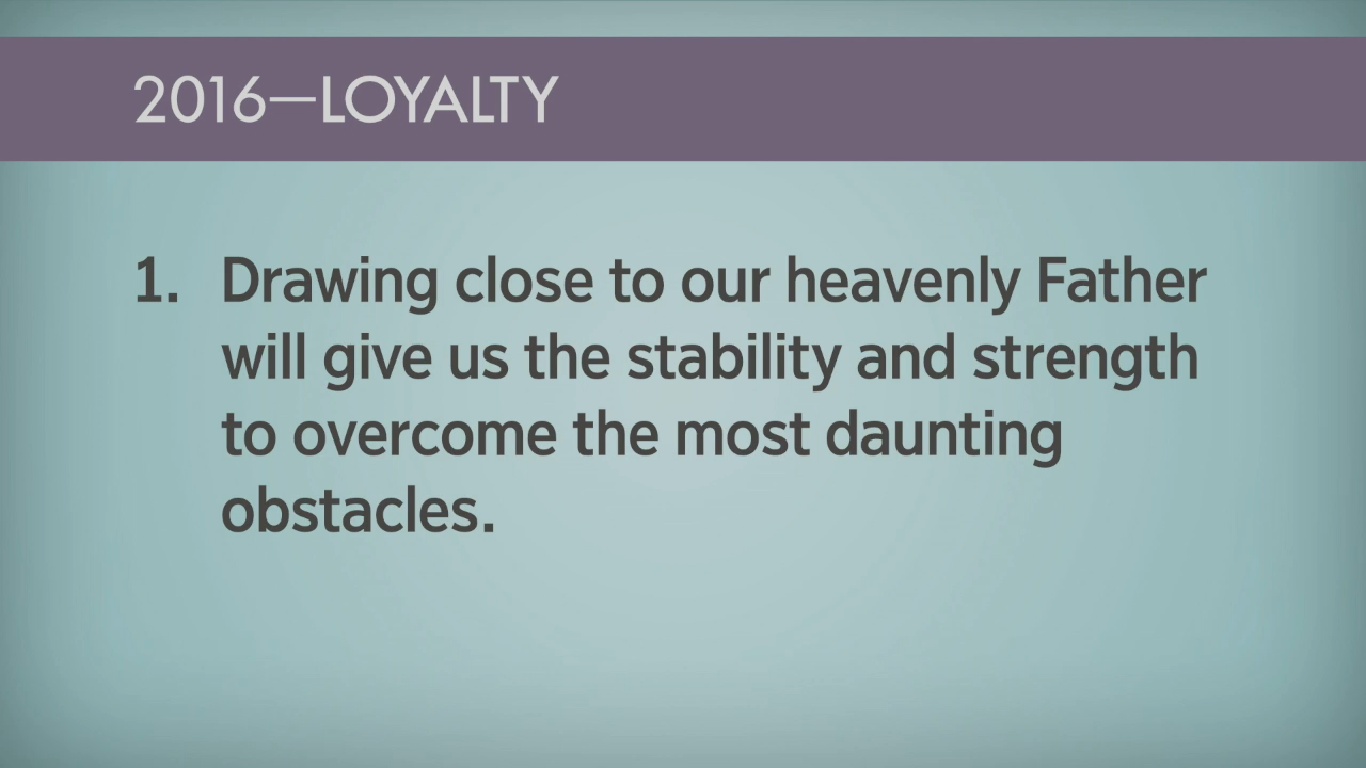 2016—LOYALTY
1. Drawing close to our heavenly Father
will give us the stability and strength
to overcome the most daunting
obstacles.